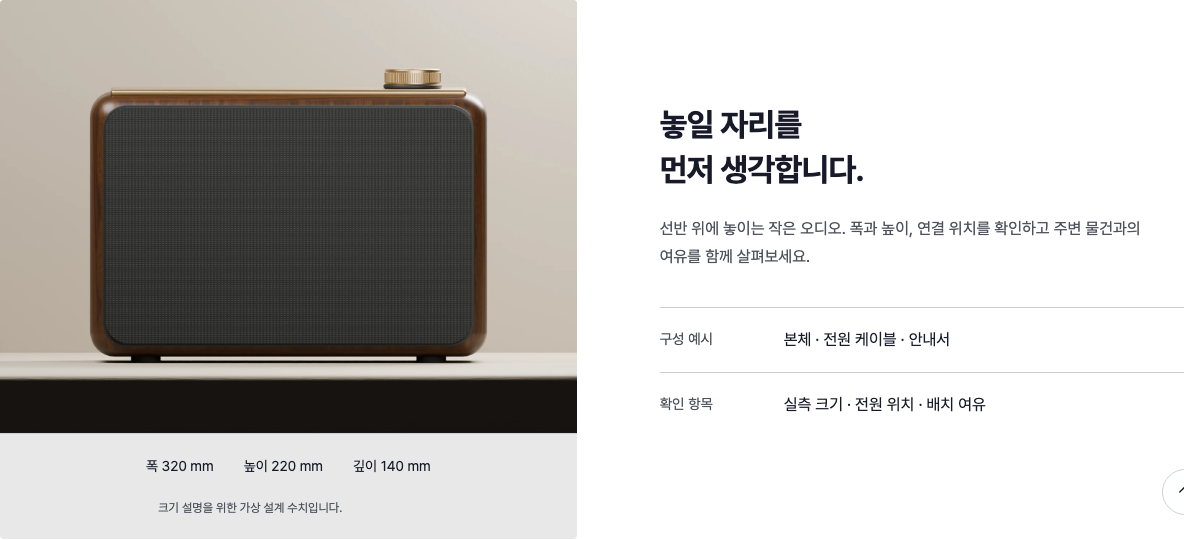 놓일 자리를
먼저 생각합니다.
선반 위에 놓이는 작은 오디오. 폭과 높이, 연결 위치를 확인하고 주변 물건과의
여유를 함께 살펴보세요.
구성 예시 본체 · 전원 케이블 · 안내서
확인 항목 실측 크기 · 전원 위치 · 배치 여유
폭 320 mm 높이 220 mm 깊이 140 mm
크기 설명을 위한 가상 설계 수치입니다.